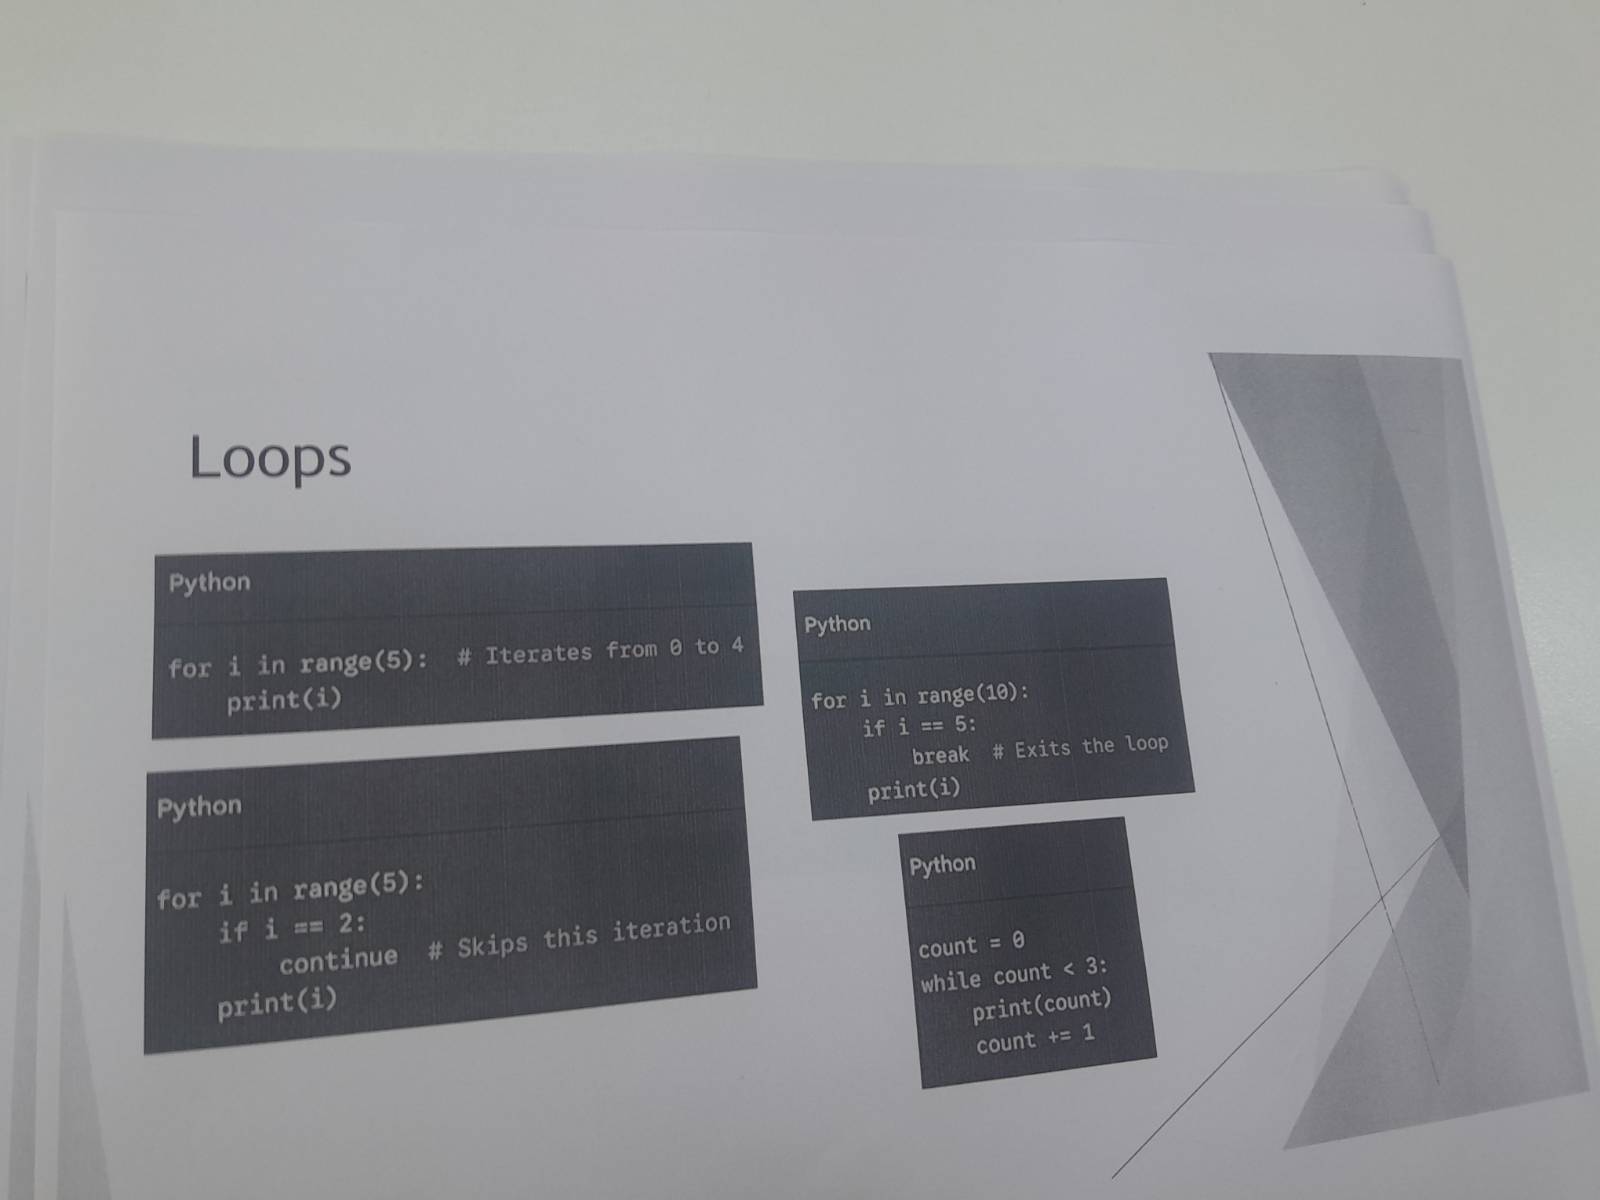 Loops
Python
for i in range(5):  # Iterates from 0 to 4
    print(i)
Python
for i in range(5):
    if i == 2:
        continue  # Skips this iteration
    print(i)
Python
for i in range(10):
    if i == 5:
        break  # Exits the loop
    print(i)
Python
count = 0
while count < 3:
    print(count)
    count += 1